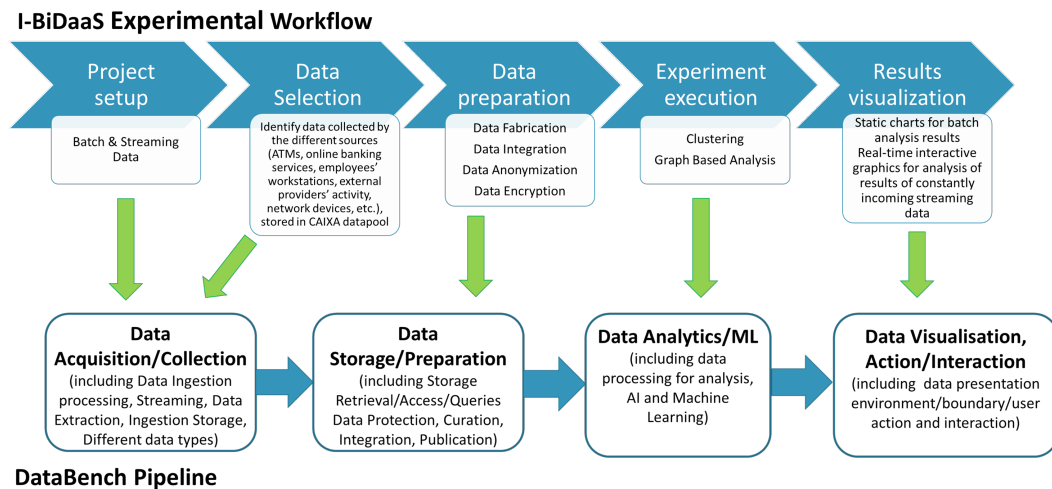 I-BiDaaS Experimental Workflow
Project
setup
Data
Selection
Data
preparation
Experiment
execution
Results
visualization
Batch & Streaming
Data
Identify data collected by
the different sources
(ATMs, online banking
services, employees'
workstations, external
providers' activity,
network devices, etc.),
stored in CAIXA datapool
Data Fabrication
Data Integration
Data Anonymization
Data Encryption
Clustering
Graph Based Analysis
Static charts for batch
analysis results
Real-time interactive
graphics for analysis of
results of constantly
incoming streaming
data
Data
Acquisition/Collection
(including Data Ingestion
processing, Streaming, Data
Extraction, Ingestion Storage,
Different data types)
Data
Storage/Preparation
(including Storage
Retrieval/Access/Queries
Data Protection, Curation,
Integration, Publication)
Data Analytics/ML
(including data
processing for analysis,
AI and Machine
Learning)
Data Visualisation,
Action/Interaction
(including data presentation
environment/boundary/user
action and interaction)
DataBench Pipeline